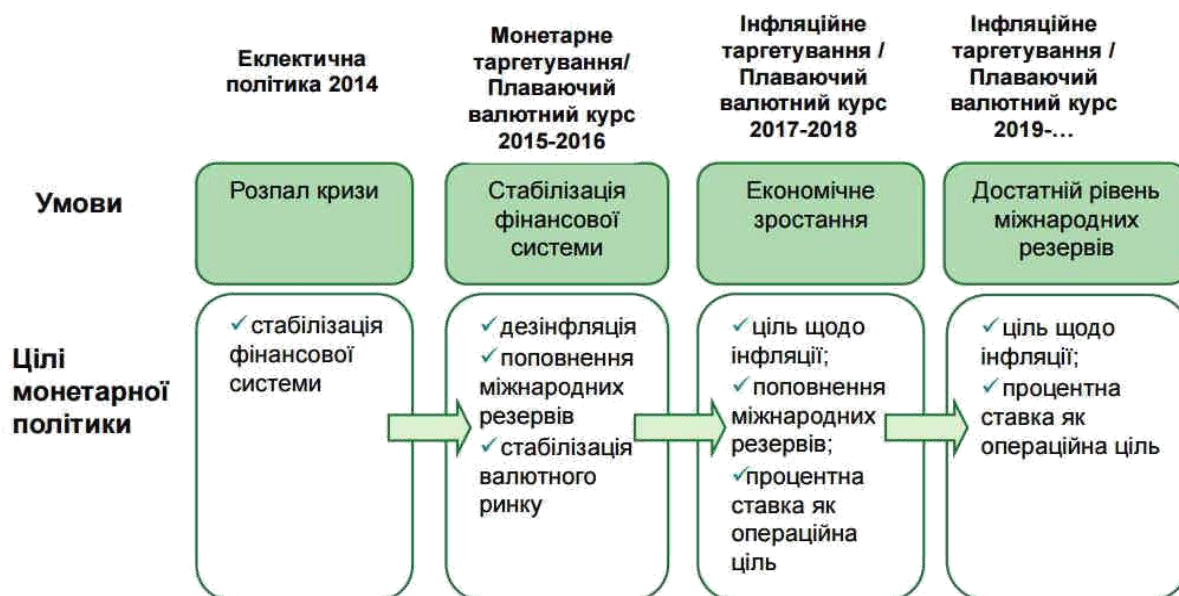 Еклектична
політика 2014
Монетарне
таргетування/
Плаваючий
валютний курс
2015-2016
Інфляційне
таргетування /
Плаваючий
валютний курс
2017-2018
Інфляційне
таргетування /
Плаваючий
валютний курс
2019-...
Умови
Розпал кризи
Стабілізація
фінансової
системи
Економічне
зростання
Достатній рівень
міжнародних
резервів
Цілі
монетарної
політики
✓стабілізація
фінансової
системи
✓дезінфляція
✓поповнення
міжнародних
резервів
✓стабілізація
валютного
ринку
✓ціль щодо
інфляції;
✓поповнення
міжнародних
резервів;
✓процентна
ставка як
операційна
ціль
✓ціль щодо
інфляції;
✓процентна
ставка як
операційна ціль